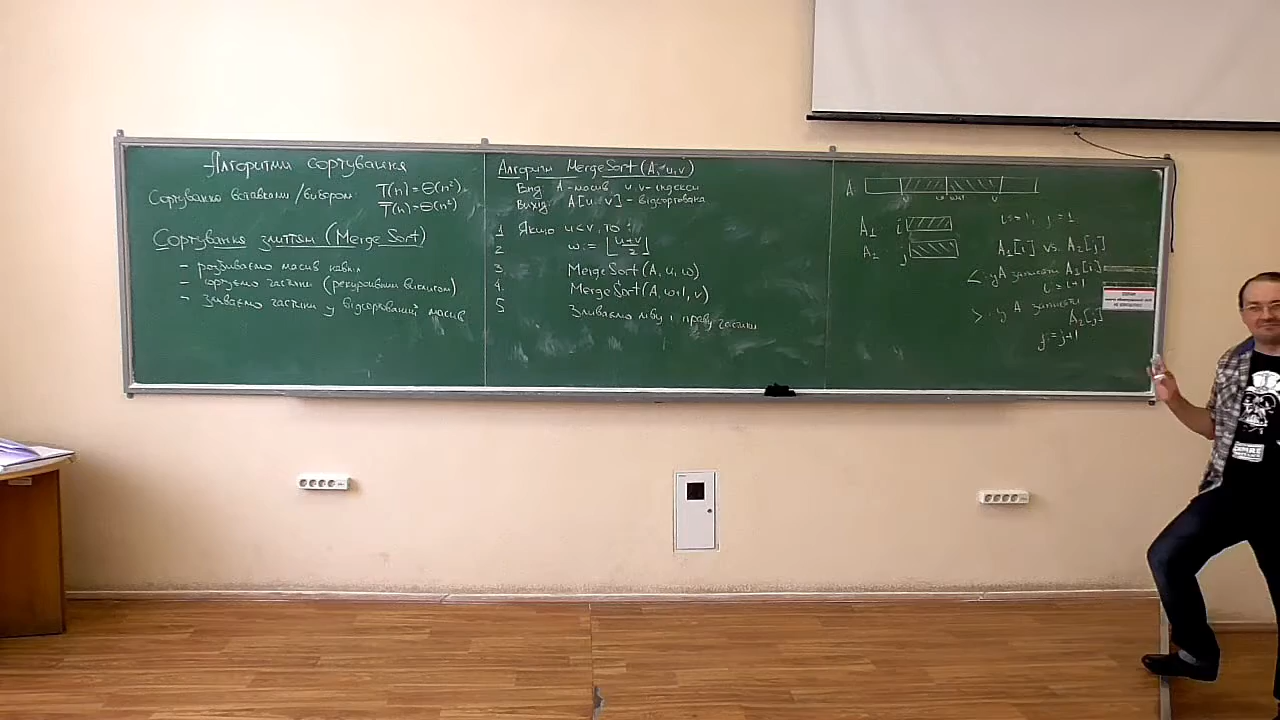 Алгоритми сортування
Сортування вставками/вибором: T(n)=Θ(n²)
T(n)=Θ(n²)
Сортування злиттям (Merge Sort)
- розбиваємо масив навпіл
- сортуємо частини (рекурсивним викликом)
- зливаємо частини у відсортований масив
Алгоритм MergeSort(A, u, v)
Вхід: A - масив, u v - індекси
Вихід: A[u..v] - відсортована
1 Якщо u<v, то:
2 w := ⌊(u+v)/2⌋
3. MergeSort(A, u, w)
4. MergeSort(A, w+1, v)
5 Зливаємо ліву і праву частини
A
u w w+1 v
A₁ i
A₂ j
i:=1, j:=1
A₁[i] vs. A₂[j]
< : у A записати A₁[i]
i:=i+1
> : у A записати
A₂[j]
j:=j+1